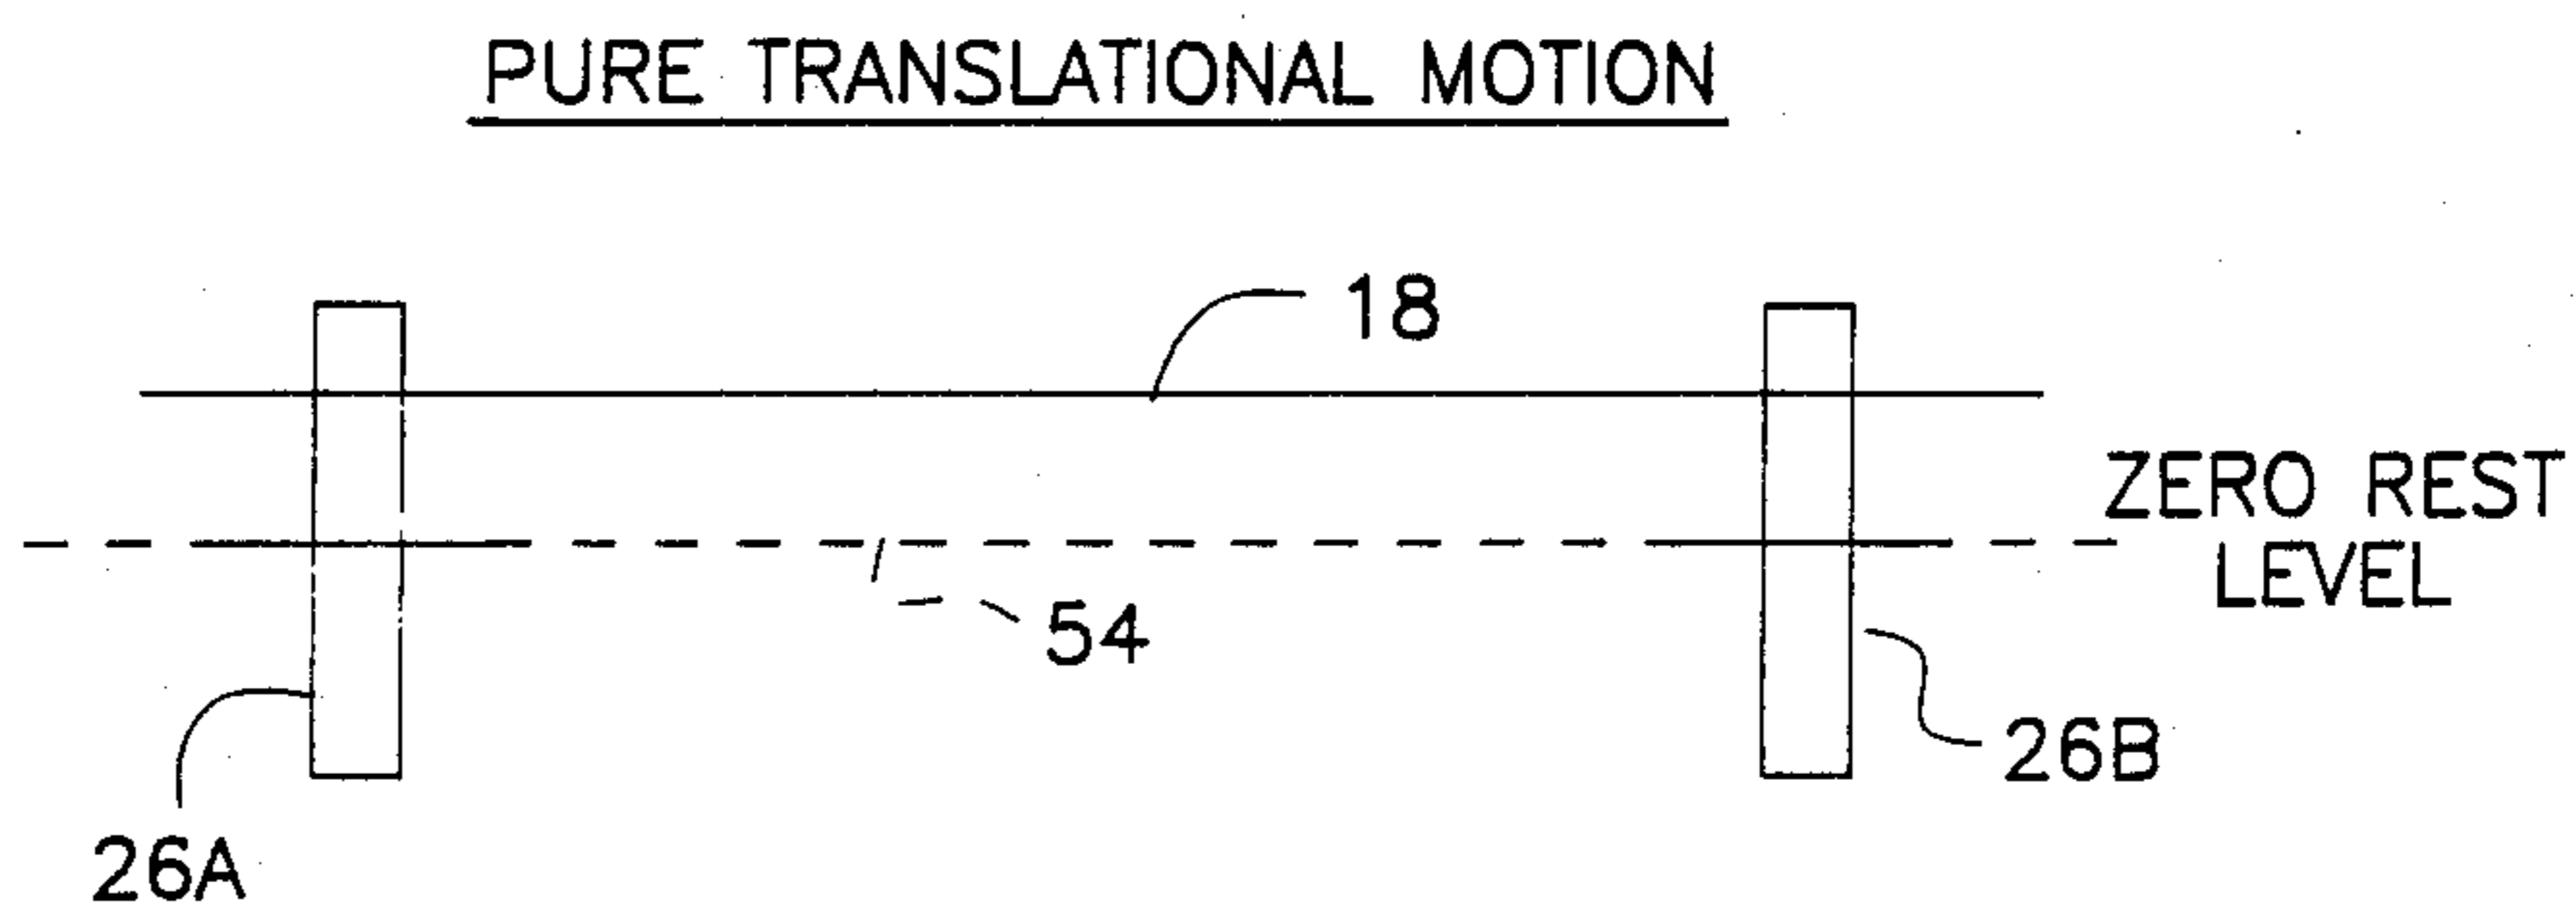 PURE TRANSLATIONAL MOTION
18
ZERO REST
LEVEL
54
26B
26A